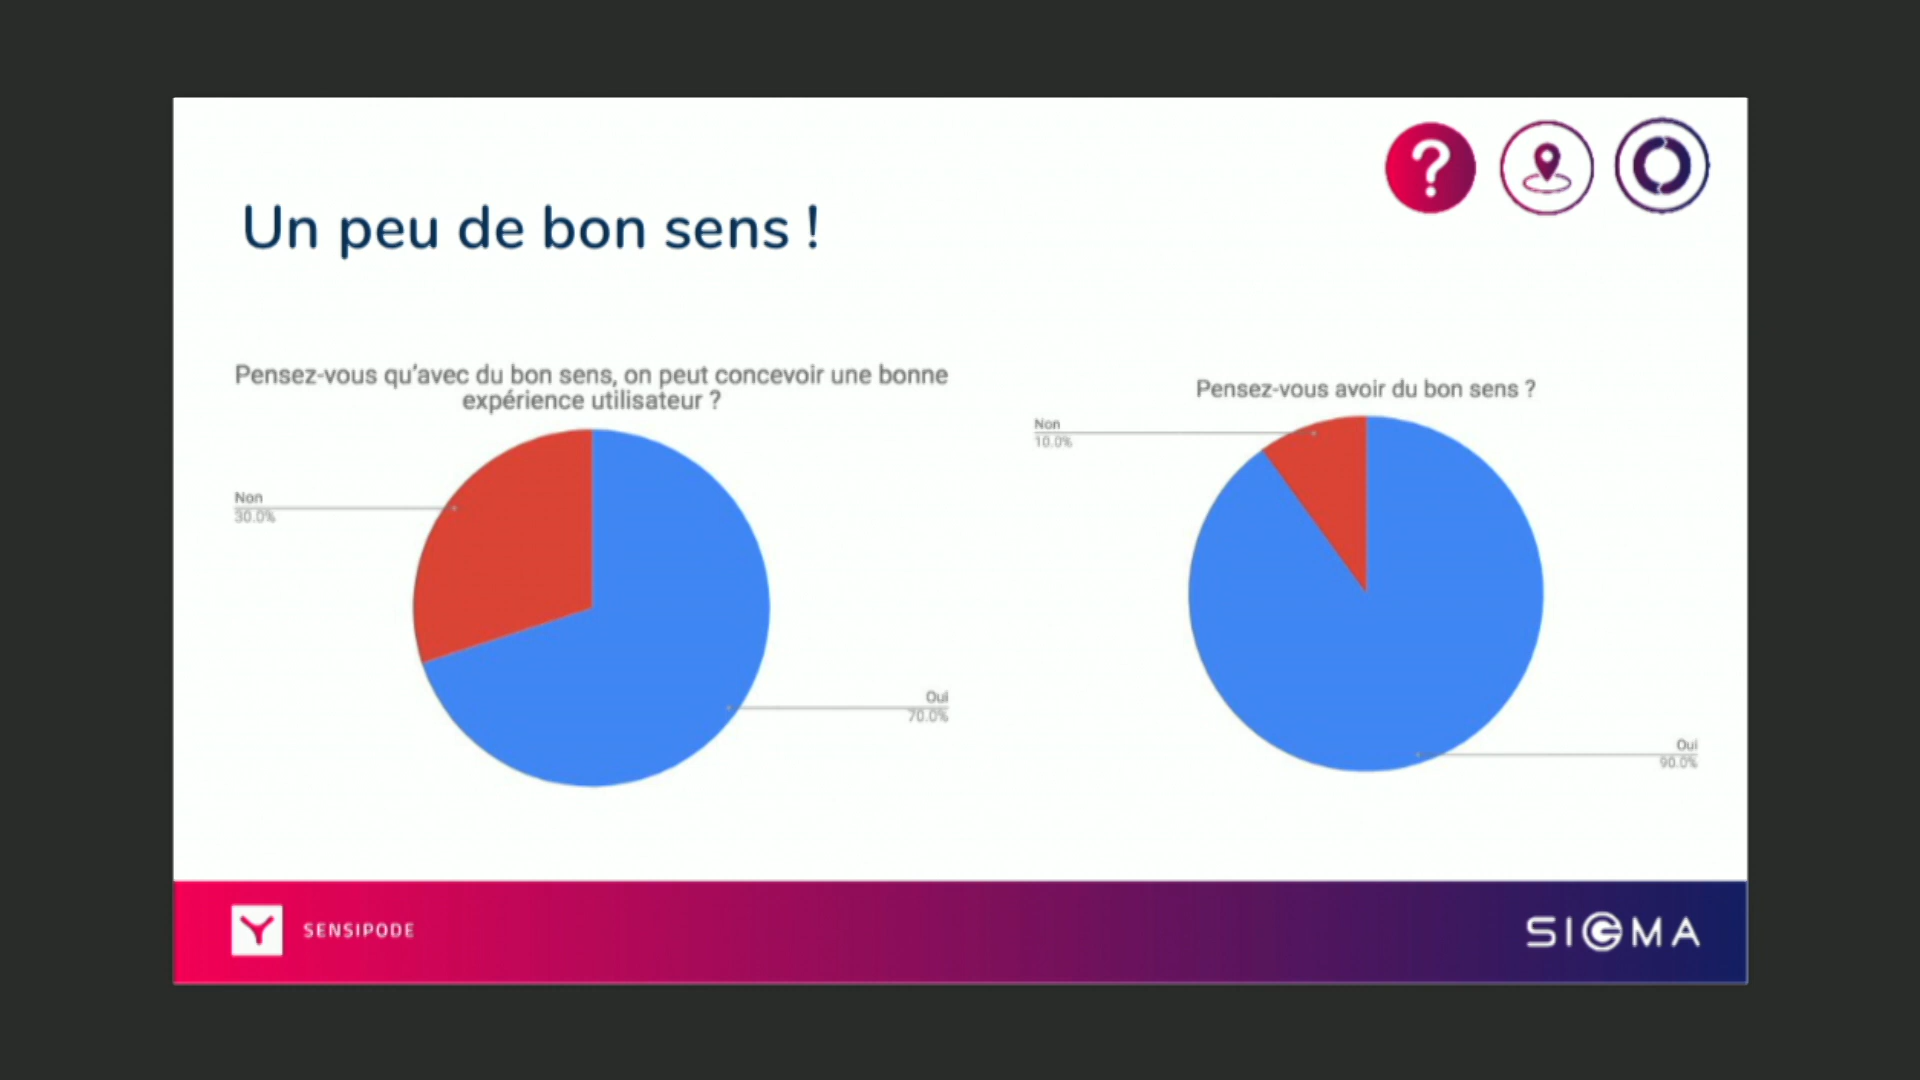 ?
Un peu de bon sens !
Pensez-vous qu'avec du bon sens, on peut concevoir une bonne
expérience utilisateur ?
Non
30.0%
Oui
70.0%
Pensez-vous avoir du bon sens ?
Non
10.0%
Oui
90.0%
SENSIPODE
SIGMA